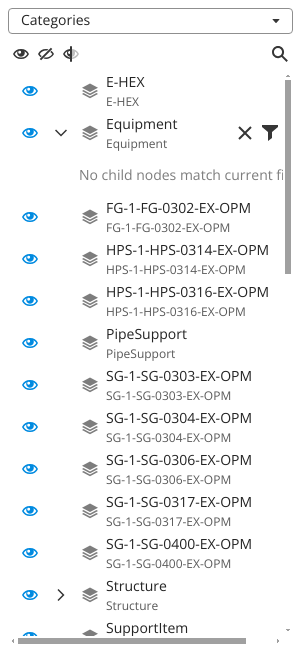 Categories
E-HEX
E-HEX
Equipment
Equipment
No child nodes match current fi
FG-1-FG-0302-EX-OPM
FG-1-FG-0302-EX-OPM
HPS-1-HPS-0314-EX-OPM
HPS-1-HPS-0314-EX-OPM
HPS-1-HPS-0316-EX-OPM
HPS-1-HPS-0316-EX-OPM
PipeSupport
PipeSupport
SG-1-SG-0303-EX-OPM
SG-1-SG-0303-EX-OPM
SG-1-SG-0304-EX-OPM
SG-1-SG-0304-EX-OPM
SG-1-SG-0306-EX-OPM
SG-1-SG-0306-EX-OPM
SG-1-SG-0317-EX-OPM
SG-1-SG-0317-EX-OPM
SG-1-SG-0400-EX-OPM
SG-1-SG-0400-EX-OPM
Structure
Structure
SupportItem